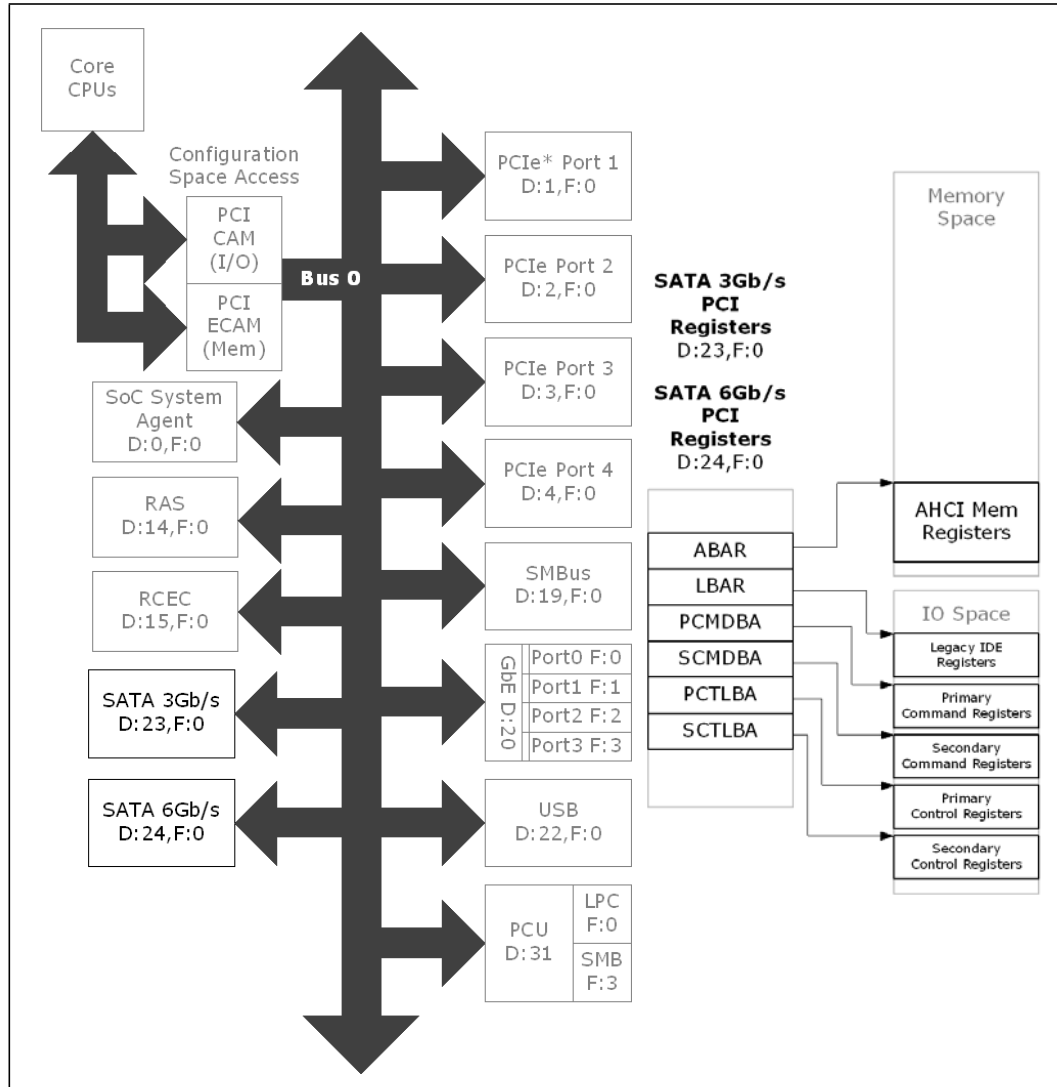 Core
CPUs
Configuration
Space Access
PCI
CAM
(I/O)
PCI
ECAM
(Mem)
Bus 0
SoC System
Agent
D:0,F:0
RAS
D:14,F:0
RCEC
D:15,F:0
SATA 3Gb/s
D:23,F:0
SATA 6Gb/s
D:24,F:0
PCIe* Port 1
D:1,F:0
PCIe Port 2
D:2,F:0
PCIe Port 3
D:3,F:0
PCIe Port 4
D:4,F:0
SMBus
D:19,F:0
GbE D:20
Port0 F:0
Port1 F:1
Port2 F:2
Port3 F:3
USB
D:22,F:0
PCU
D:31
LPC
F:0
SMB
F:3
SATA 3Gb/s
PCI
Registers
D:23,F:0
SATA 6Gb/s
PCI
Registers
D:24,F:0
ABAR
LBAR
PCMDBA
SCMDBA
PCTLBA
SCTLBA
Memory
Space
AHCI Mem
Registers
IO Space
Legacy IDE
Registers
Primary
Command Registers
Secondary
Command Registers
Primary
Control Registers
Secondary
Control Registers